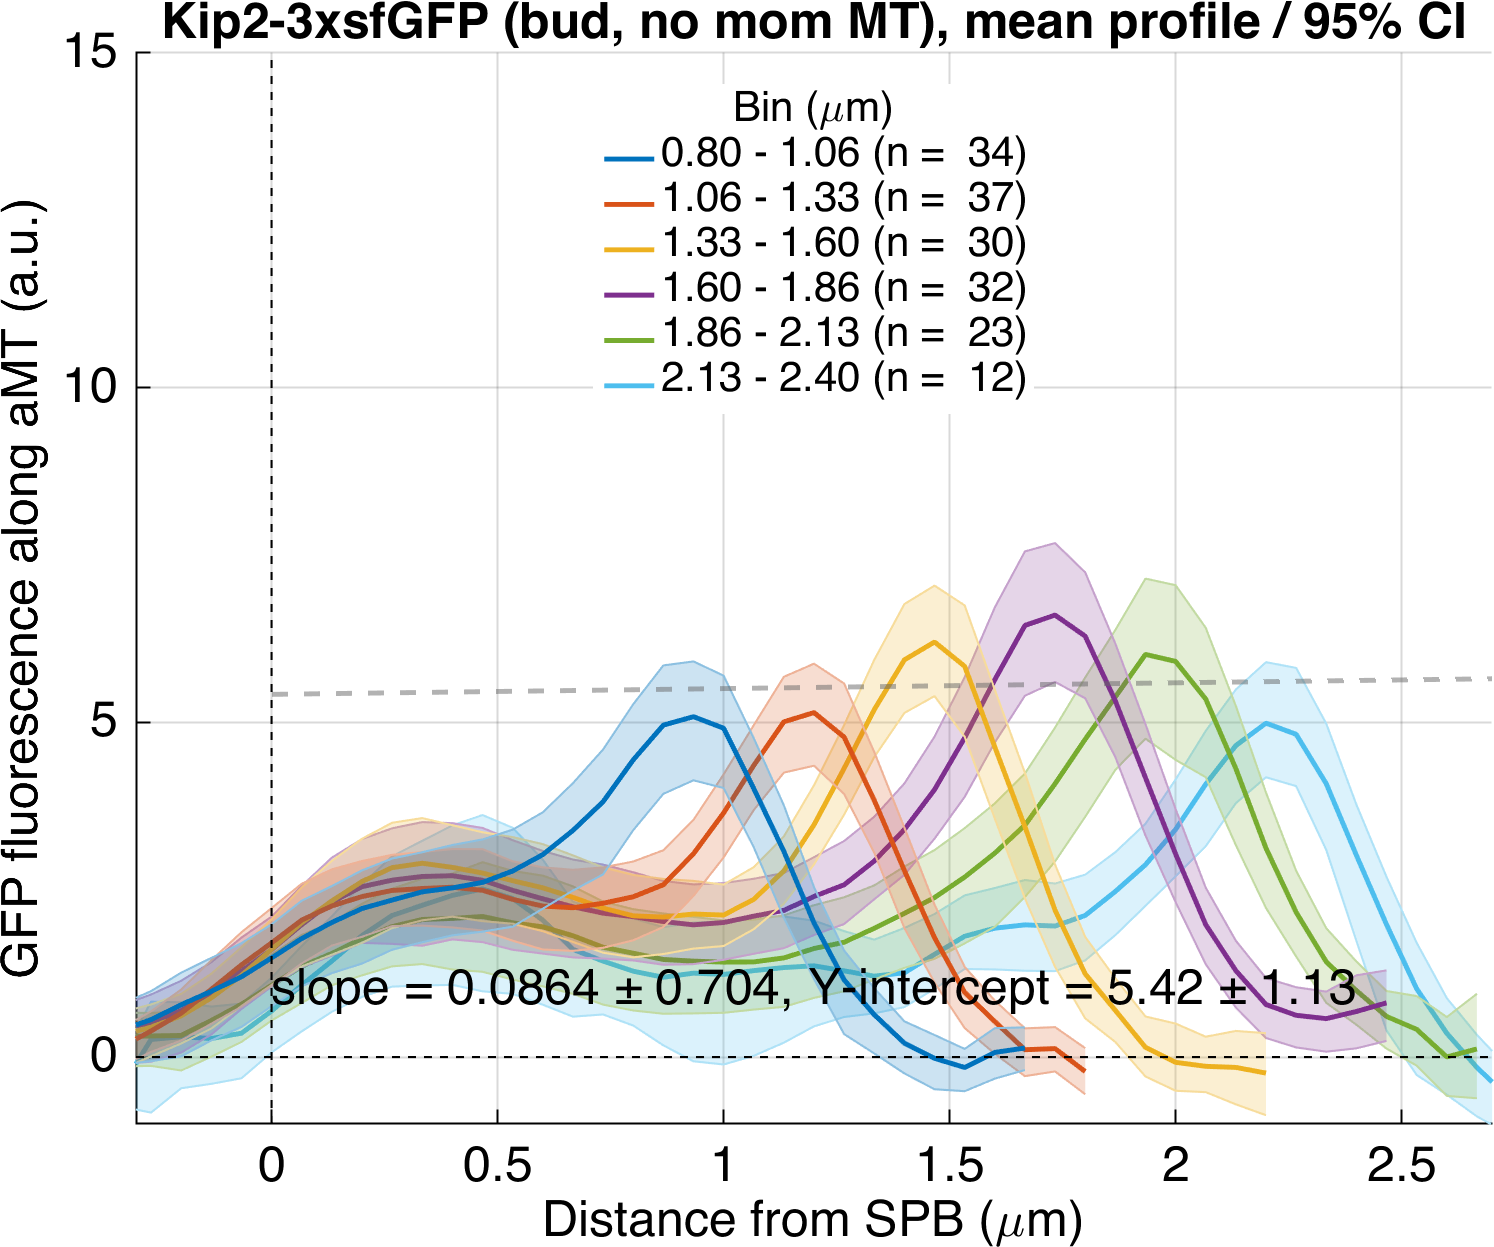 Kip2-3xsfGFP (bud, no mom MT), mean profile / 95% CI
GFP fluorescence along aMT (a.u.)
15
10
5
0
Bin (μm)
0.80 - 1.06 (n = 34)
1.06 - 1.33 (n = 37)
1.33 - 1.60 (n = 30)
1.60 - 1.86 (n = 32)
1.86 - 2.13 (n = 23)
2.13 - 2.40 (n = 12)
slope = 0.0864 ± 0.704, Y-intercept = 5.42 ± 1.13
0 0.5 1 1.5 2 2.5
Distance from SPB (μm)